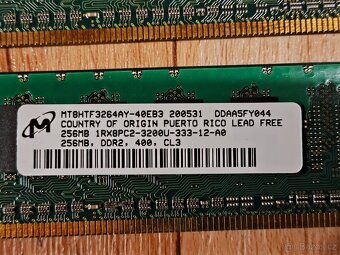 MT8HTF3264AY-40EB3 200531 DDAA5FY044
COUNTRY OF ORIGIN PUERTO RICO LEAD FREE
256MB 1RX8PC2-3200U-333-12-A0
256MB, DDR2, 400, CL3